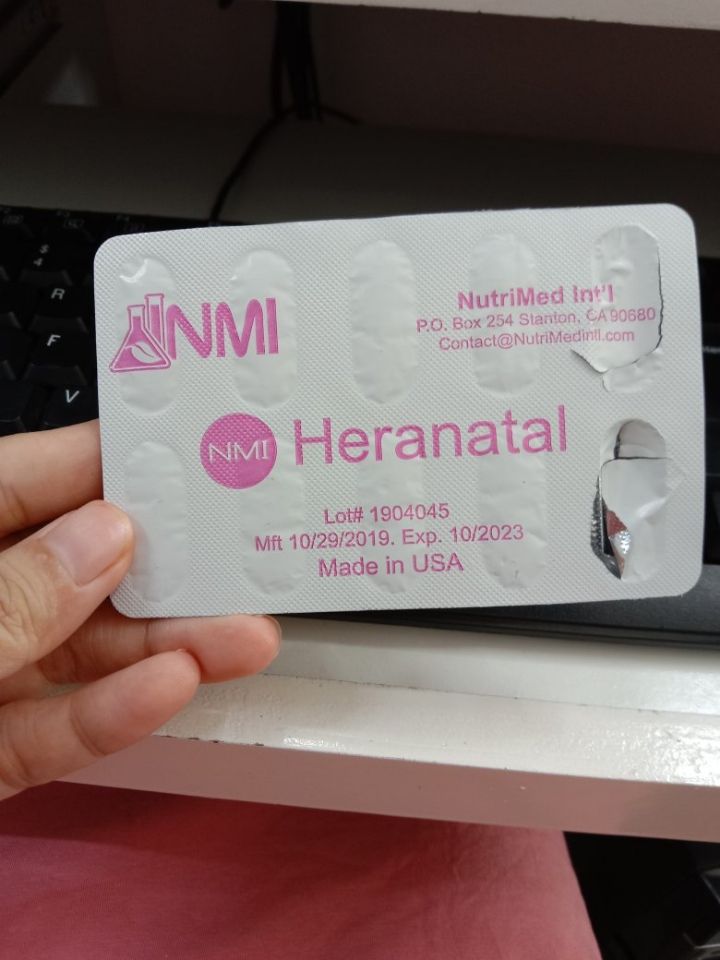 NMI
NutriMed Int'l
P.O. Box 254 Stanton, CA 90680
Contact@NutriMedintl.com
NMI Heranatal
Lot# 1904045
Mft 10/29/2019. Exp. 10/2023
Made in USA
$
4
R
F
V